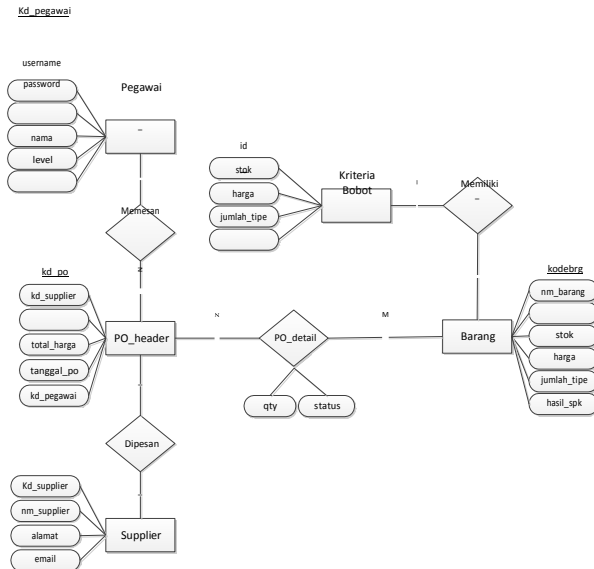 Kd_pegawai
username
password
nama
level
Pegawai
Memesan
N
id
stok
harga
jumlah_tipe
Kriteria
Bobot
Memiliki
kd_po
kd_supplier
total_harga
tanggal_po
kd_pegawai
PO_header
N
PO_detail
M
qty
status
Barang
kodebrg
nm_barang
stok
harga
jumlah_tipe
hasil_spk
Dipesan
Kd_supplier
nm_supplier
alamat
email
Supplier